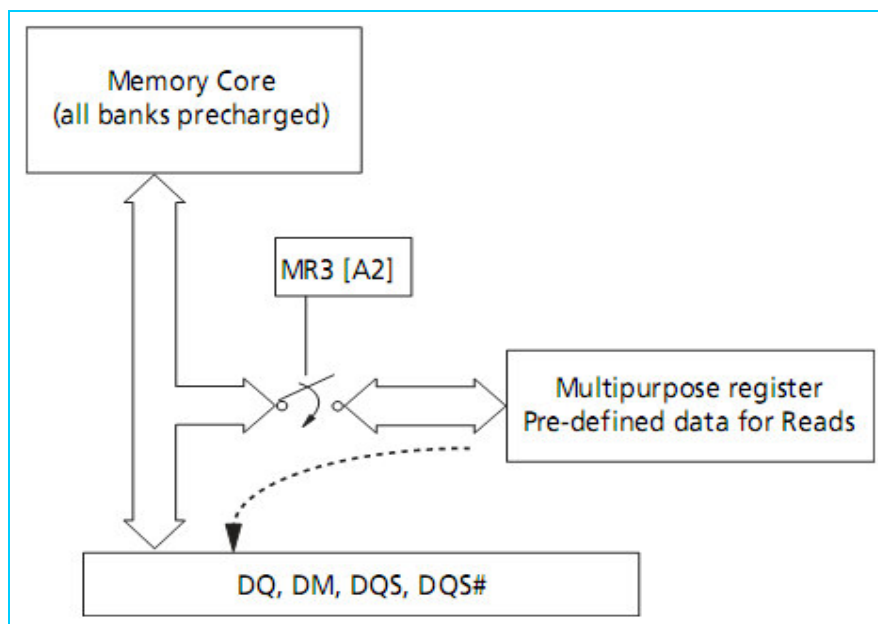 Memory Core
(all banks precharged)
MR3 [A2]
Multipurpose register
Pre-defined data for Reads
DQ, DM, DQS, DQS#